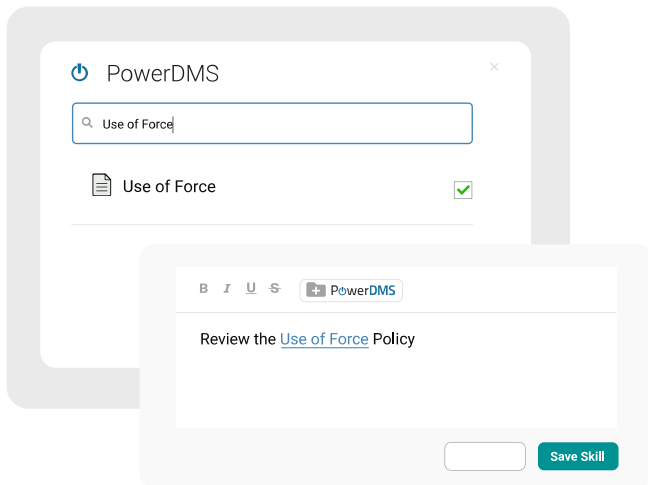 PowerDMS
Use of Force
Use of Force
B I U S PowerDMS
Review the Use of Force Policy
Save Skill